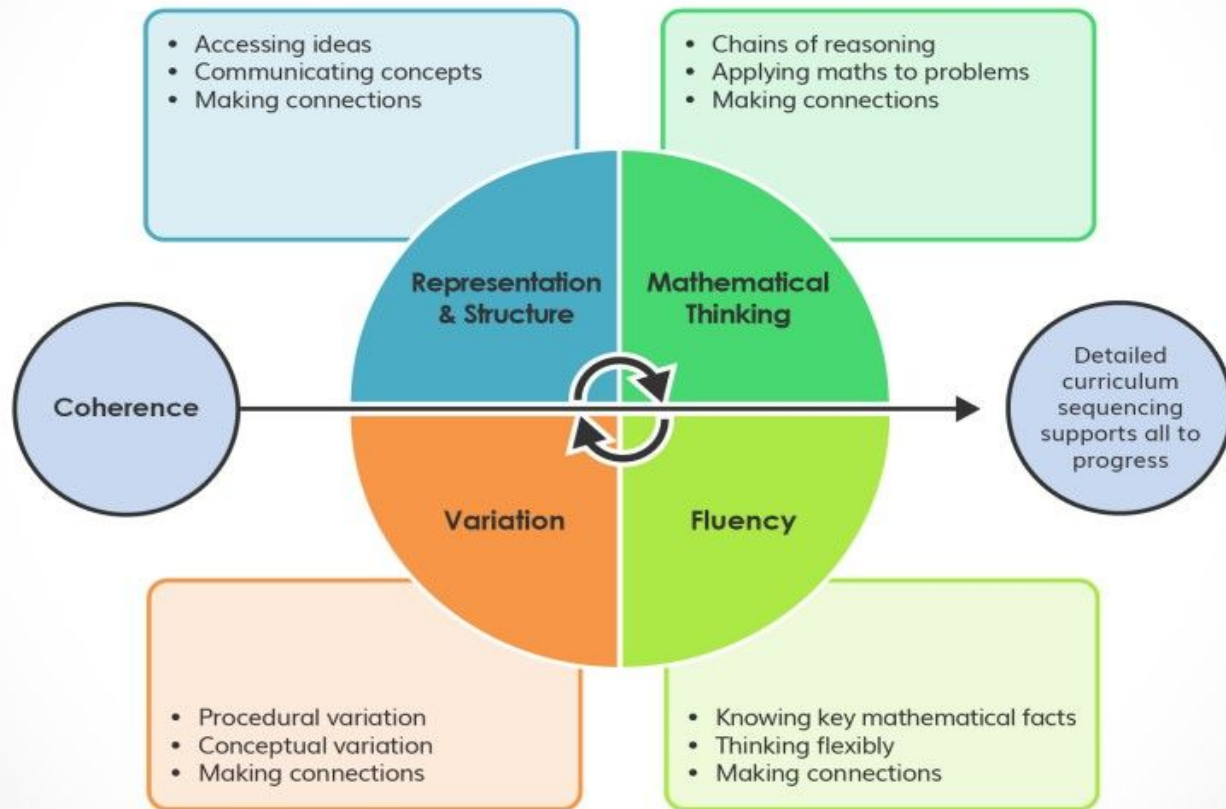 • Accessing ideas
• Communicating concepts
• Making connections
• Chains of reasoning
• Applying maths to problems
• Making connections
Representation
& Structure
Mathematical
Thinking
Coherence
Detailed
curriculum
sequencing
supports all to
progress
Variation
Fluency
• Procedural variation
• Conceptual variation
• Making connections
• Knowing key mathematical facts
• Thinking flexibly
• Making connections